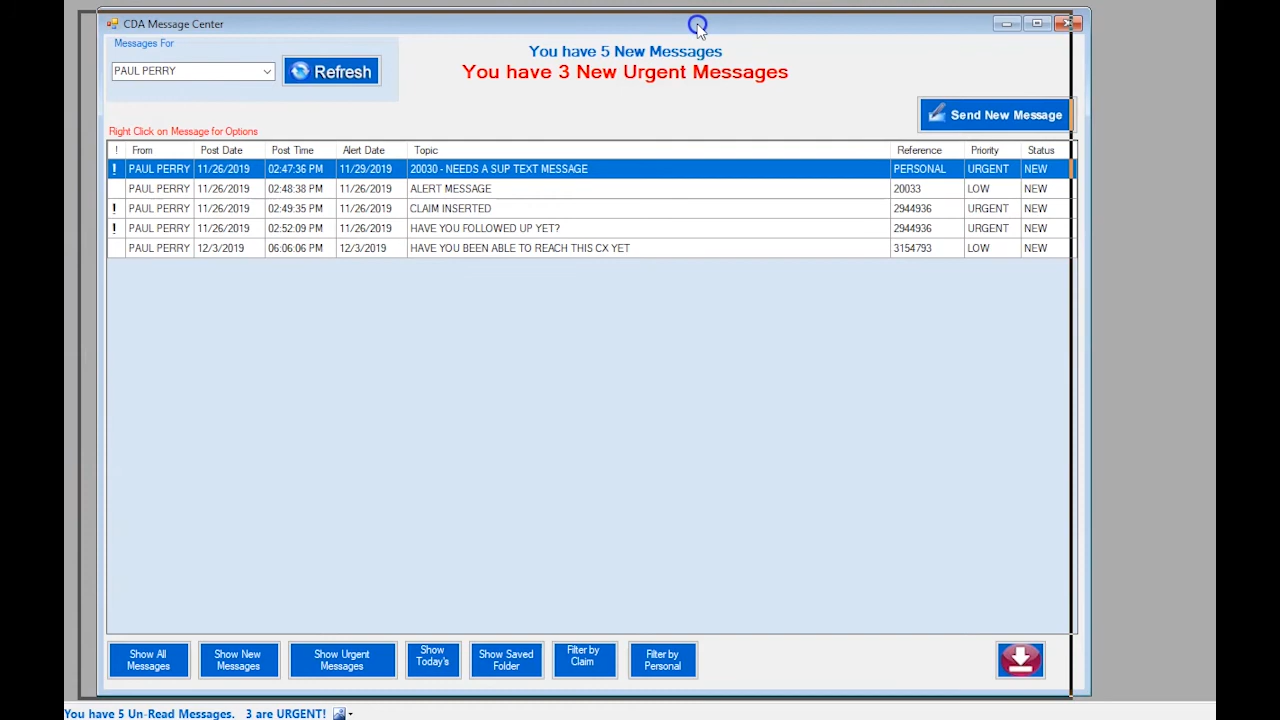 CDA Message Center
Messages For
PAUL PERRY
Refresh
You have 5 New Messages
You have 3 New Urgent Messages
Send New Message
Right Click on Message for Options
! From Post Date Post Time Alert Date Topic Reference Priority Status
! PAUL PERRY 11/26/2019 02:47:36 PM 11/29/2019 20030 - NEEDS A SUP TEXT MESSAGE PERSONAL URGENT NEW
PAUL PERRY 11/26/2019 02:48:38 PM 11/26/2019 ALERT MESSAGE 20033 LOW NEW
! PAUL PERRY 11/26/2019 02:49:35 PM 11/26/2019 CLAIM INSERTED 2944936 URGENT NEW
! PAUL PERRY 11/26/2019 02:52:09 PM 11/26/2019 HAVE YOU FOLLOWED UP YET? 2944936 URGENT NEW
PAUL PERRY 12/3/2019 06:06:06 PM 12/3/2019 HAVE YOU BEEN ABLE TO REACH THIS CX YET 3154793 LOW NEW
Show All
Messages
Show New
Messages
Show Urgent
Messages
Show
Today's
Show Saved
Folder
Filter by
Claim
Filter by
Personal
You have 5 Un-Read Messages. 3 are URGENT!